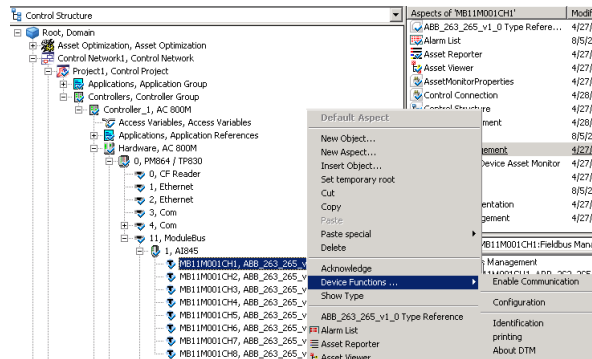 Control Structure
Root, Domain
Asset Optimization, Asset Optimization
Control Network1, Control Network
Project1, Control Project
Applications, Application Group
Controllers, Controller Group
Controller_1, AC 800M
Access Variables, Access Variables
Applications, Application References
Hardware, AC 800M
0, PM864 / TP830
0, CF Reader
1, Ethernet
2, Ethernet
3, Com
4, Com
11, ModuleBus
1, AI845
MB11M001CH1, ABB_263_265_v
MB11M001CH2, ABB_263_265_v
MB11M001CH3, ABB_263_265_v
MB11M001CH4, ABB_263_265_v
MB11M001CH5, ABB_263_265_v
MB11M001CH6, ABB_263_265_v
MB11M001CH7, ABB_263_265_v
MB11M001CH8, ABB_263_265_v
Default Aspect
New Object...
New Aspect...
Insert Object...
Set temporary root
Cut
Copy
Paste
Paste special
Delete
Acknowledge
Device Functions ...
Show Type
ABB_263_265_v1_0 Type Reference
Alarm List
Asset Reporter
Asset Viewer
Aspects of 'MB11M001CH1' Modif
ABB_263_265_v1_0 Type Refere... 4/27/
Alarm List 8/5/2
Asset Reporter 4/27/
Asset Viewer 4/27/
AssetMonitorProperties 4/27/
Control Connection 4/28/
Control Structure 4/27/
ment 4/28/
8/5/2
ement 4/27/
Device Asset Monitor 4/27/
4/27/
8/5/2
entation 4/27/
gement 4/27/
MB11M001CH1:Fieldbus Mana
s Management
Enable Communication
Configuration
Identification
printing
About DTM